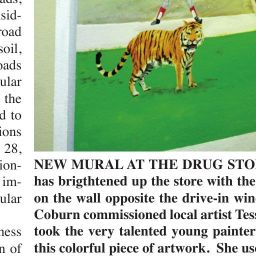 ads,
sid-
road
soil,
oads
ular
the
d to
ions
28,
ion-
im-
ular
ness
n of
NEW MURAL AT THE DRUG STO
has brigthtened up the store with the
on the wall opposite the drive-in win
Coburn commissioned local artist Tess
took the very talented young painter
this colorful piece of artwork. She us